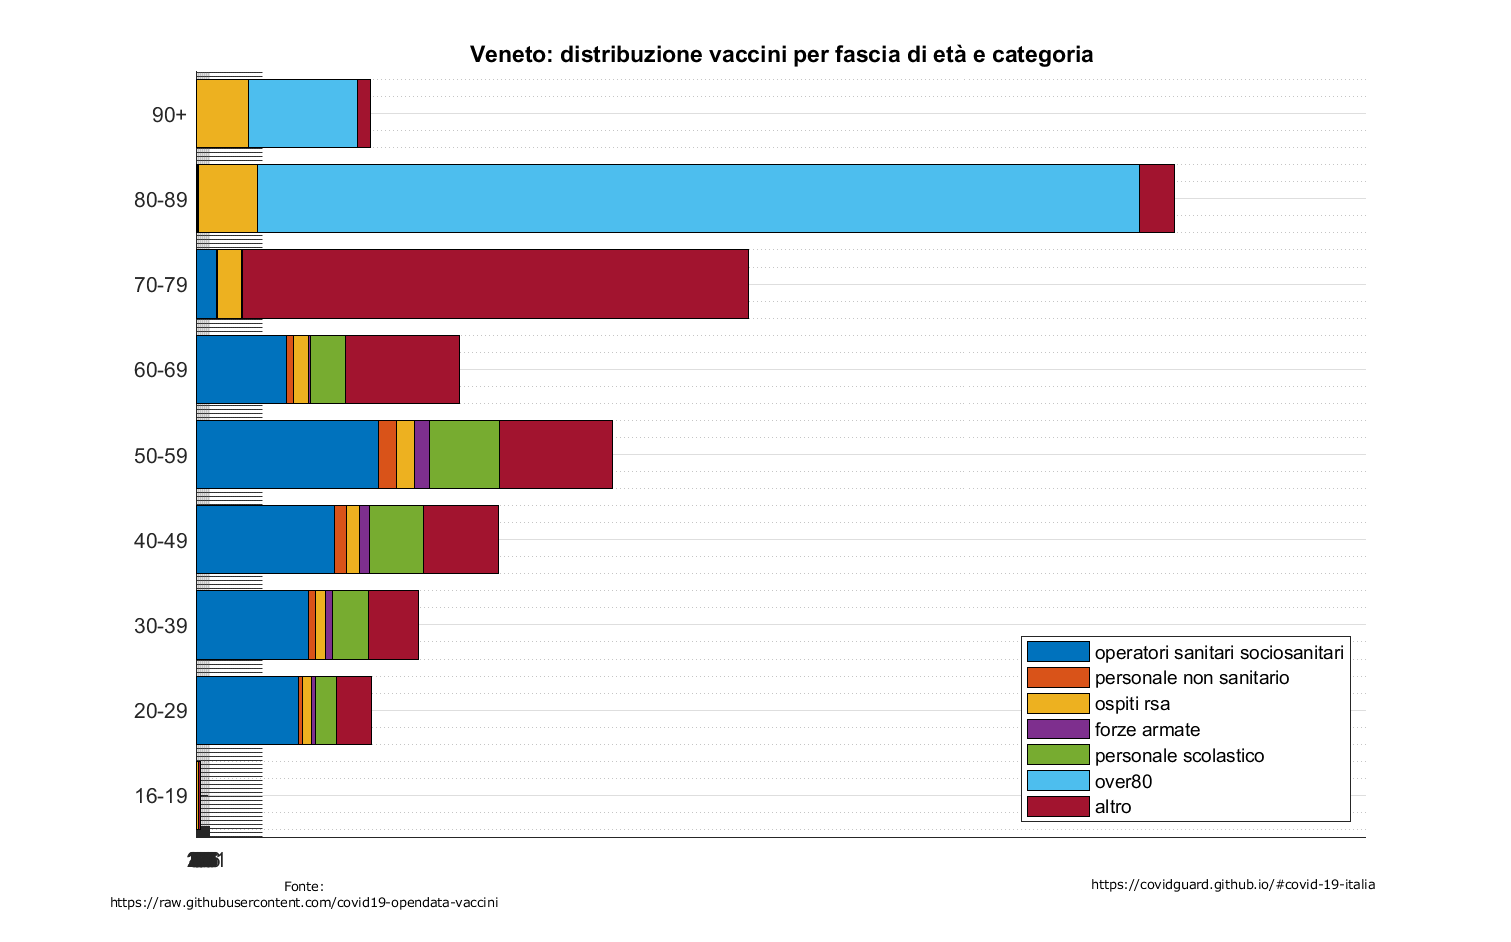 Veneto: distribuzione vaccini per fascia di età e categoria
90+
80-89
70-79
60-69
50-59
40-49
30-39
20-29
16-19
operatori sanitari sociosanitari
personale non sanitario
ospiti rsa
forze armate
personale scolastico
over80
altro
Fonte:
https://raw.githubusercontent.com/covid19-opendata-vaccini
https://covidguard.github.io/#covid-19-italia